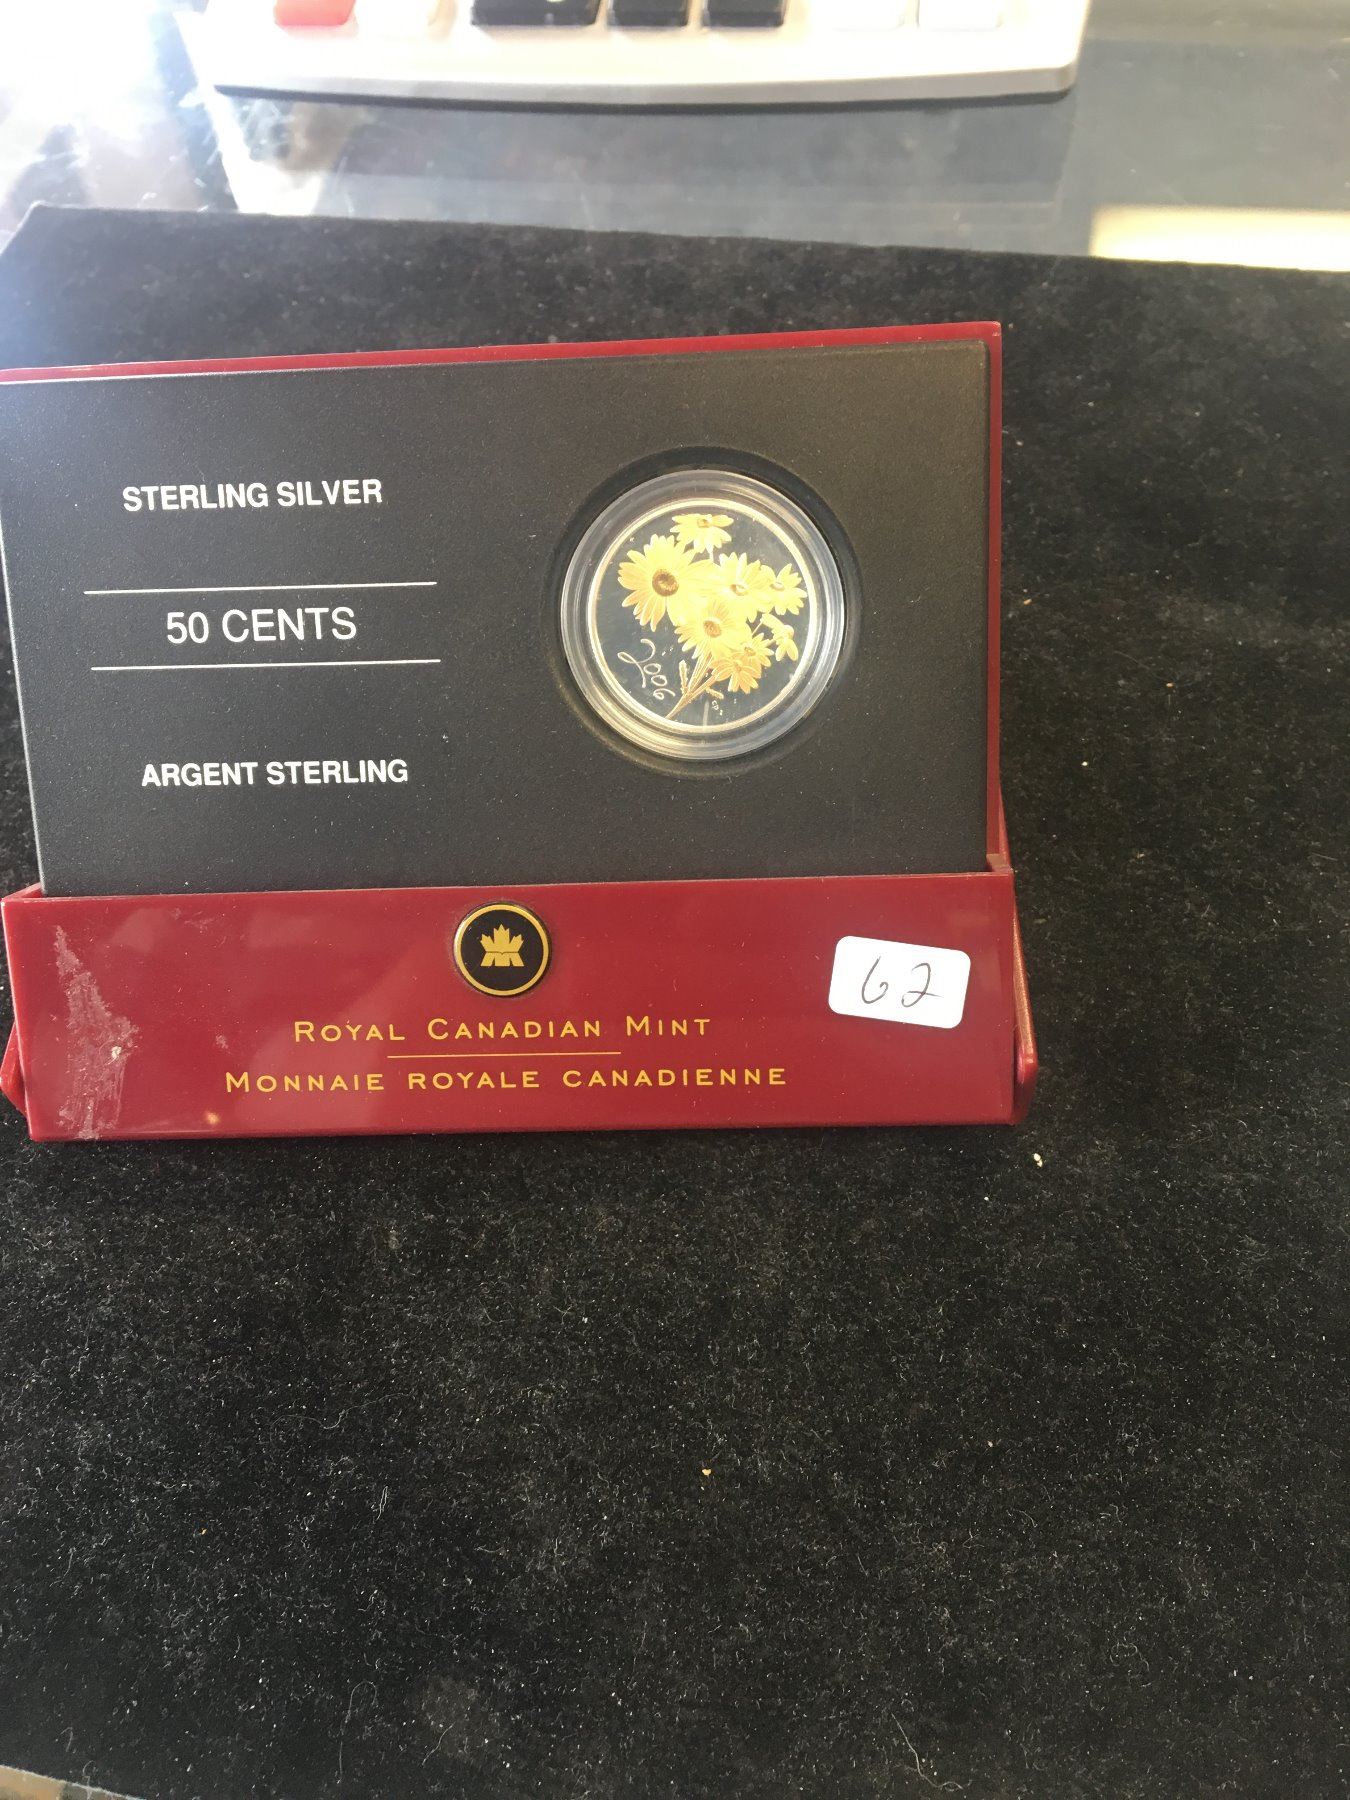 STERLING SILVER
50 CENTS
ARGENT STERLING
2006
ROYAL CANADIAN MINT
MONNAIE ROYALE CANADIENNE
62